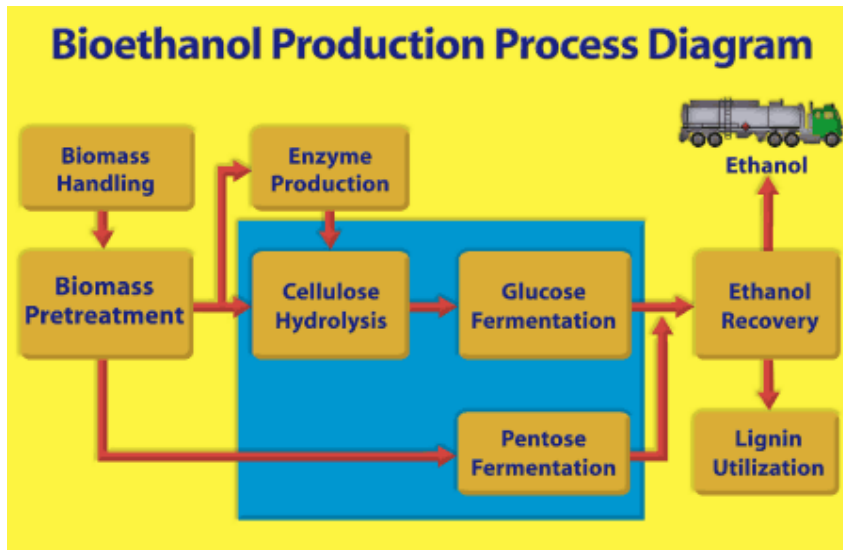 Bioethanol Production Process Diagram
Biomass
Handling
Enzyme
Production
Ethanol
Biomass
Pretreatment
Cellulose
Hydrolysis
Glucose
Fermentation
Ethanol
Recovery
Pentose
Fermentation
Lignin
Utilization